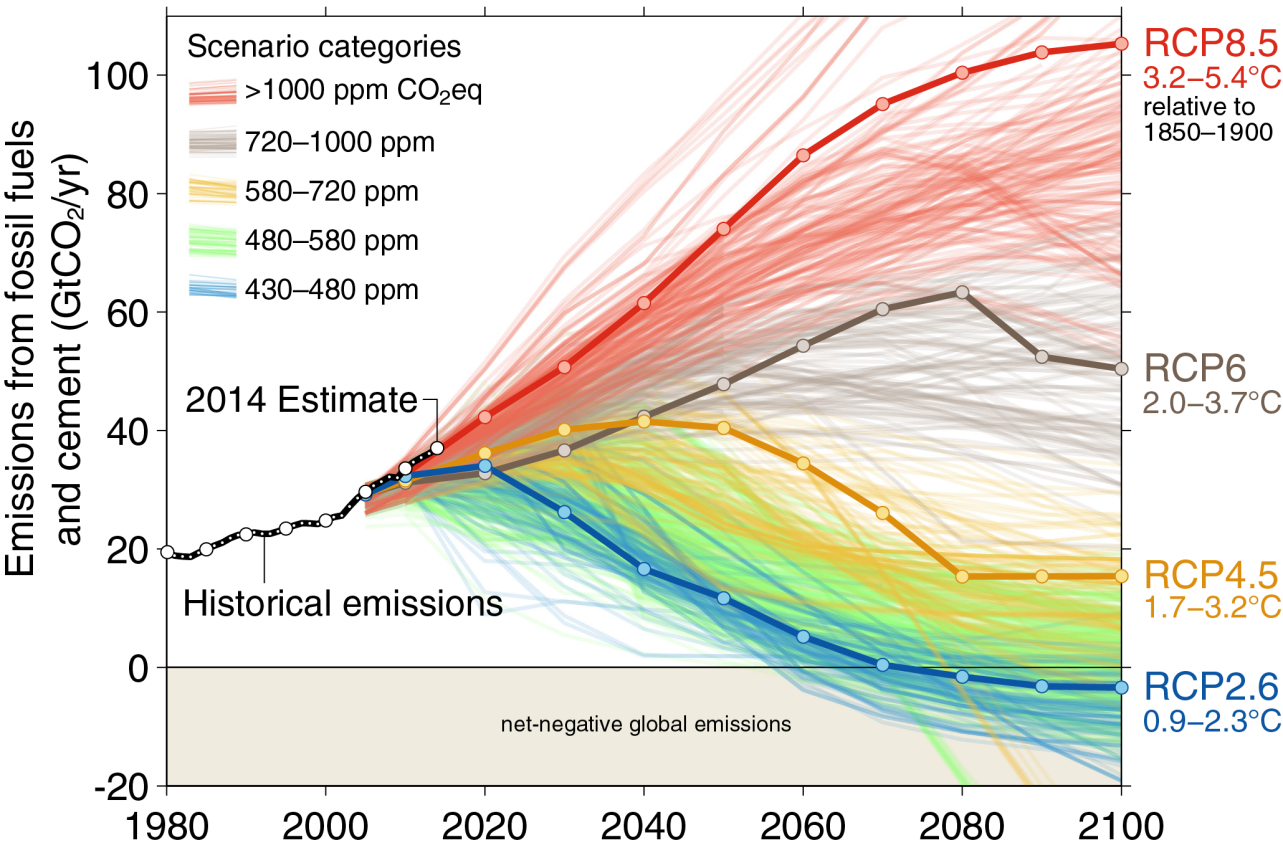 Emissions from fossil fuels
and cement (GtCO₂/yr)
100
80
60
40
20
0
-20
1980
2000
2020
2040
2060
2080
2100
Scenario categories
>1000 ppm CO₂eq
720–1000 ppm
580–720 ppm
480–580 ppm
430–480 ppm
2014 Estimate
Historical emissions
net-negative global emissions
RCP8.5
3.2–5.4°C
relative to
1850–1900
RCP6
2.0–3.7°C
RCP4.5
1.7–3.2°C
RCP2.6
0.9–2.3°C